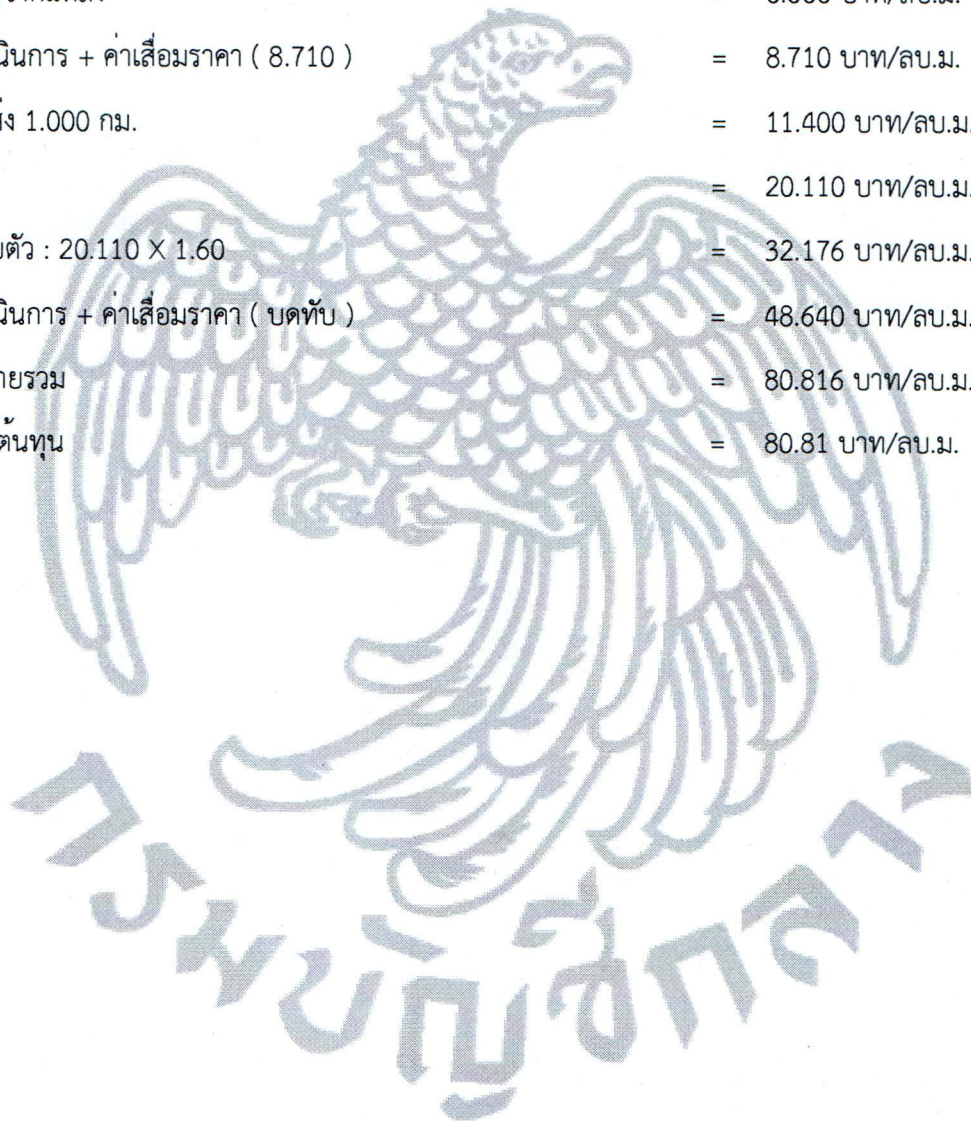 นินการ + ค่าเสื่อมราคา ( 8.710 ) = 8.710 บาท/ลบ.ม.
ส่ง 1.000 กม. = 11.400 บาท/ลบ.ม.
= 20.110 บาท/ลบ.ม.
บตัว : 20.110 X 1.60 = 32.176 บาท/ลบ.ม.
นินการ + ค่าเสื่อมราคา ( บดทับ ) = 48.640 บาท/ลบ.ม.
ายรวม = 80.816 บาท/ลบ.ม.
ต้นทุน = 80.81 บาท/ลบ.ม.
กรมบัญชีกลาง